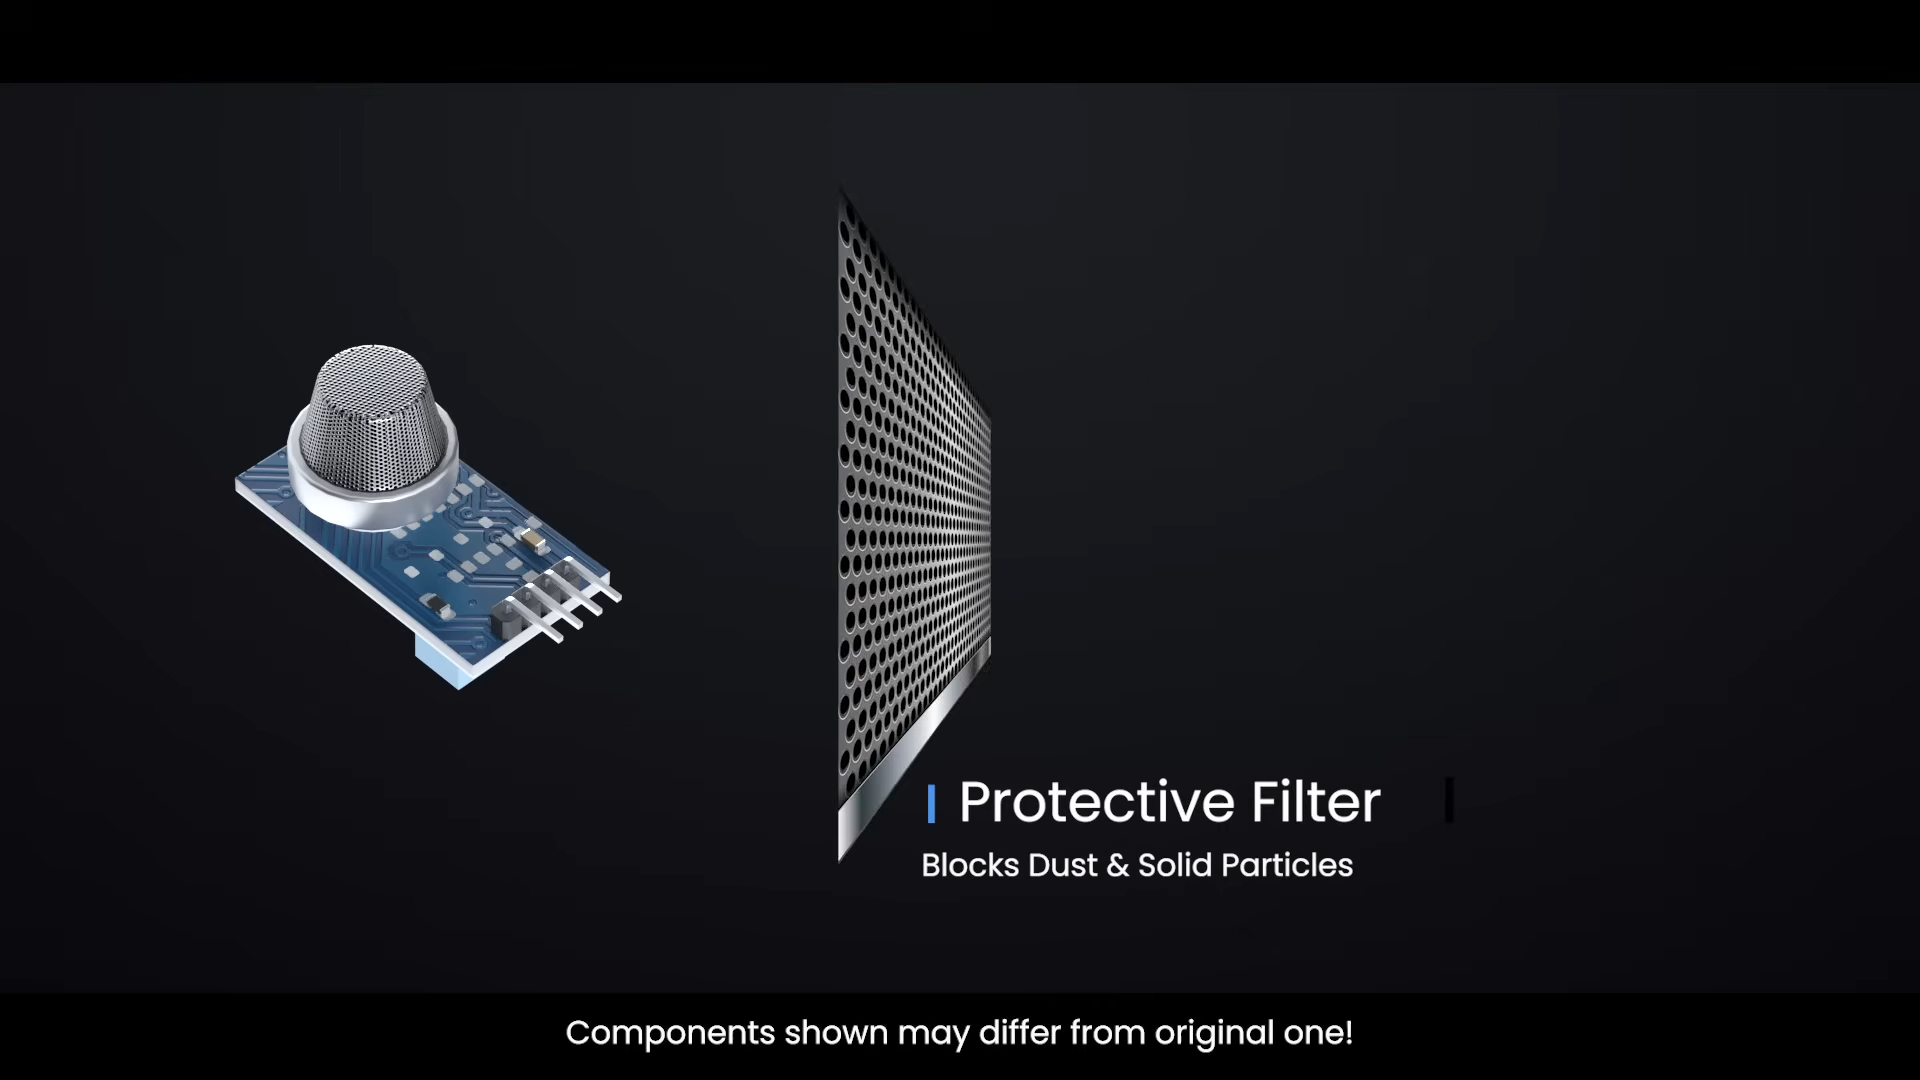 Protective Filter
Blocks Dust & Solid Particles
Components shown may differ from original one!